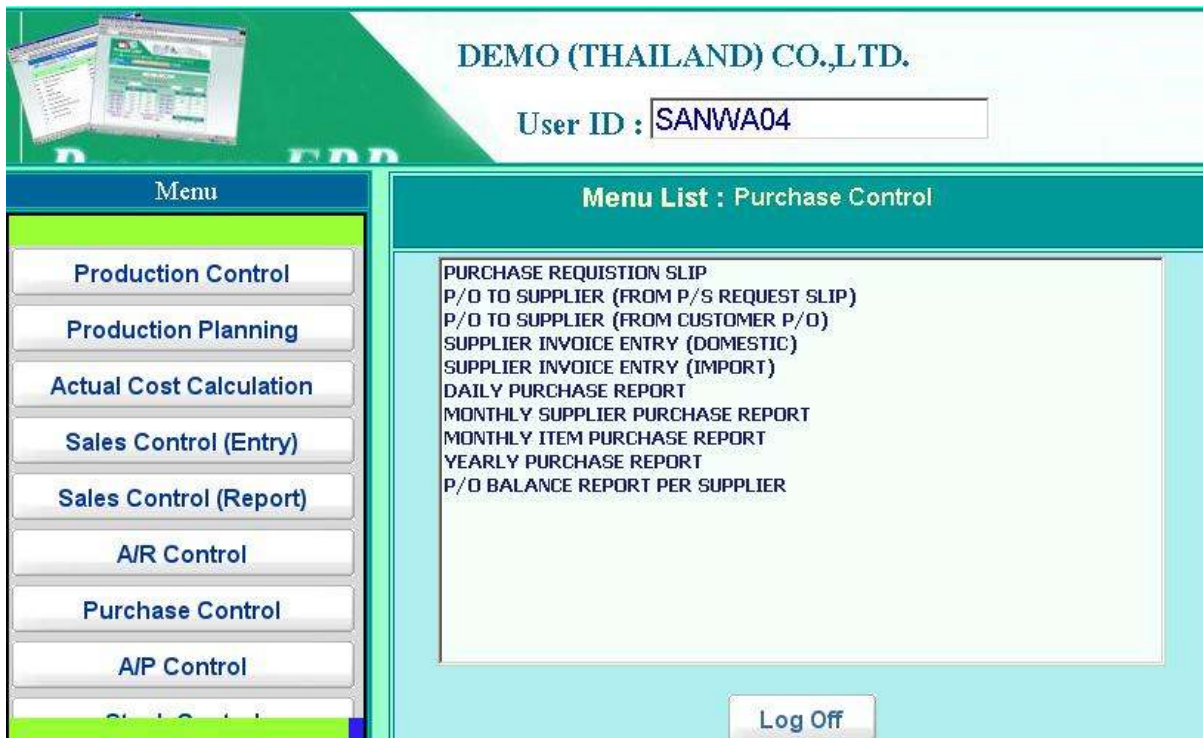 DEMO (THAILAND) CO.,LTD.
User ID : SANWA04
Menu
Production Control
Production Planning
Actual Cost Calculation
Sales Control (Entry)
Sales Control (Report)
A/R Control
Purchase Control
A/P Control
Menu List : Purchase Control
PURCHASE REQUISTION SLIP
P/O TO SUPPLIER (FROM P/S REQUEST SLIP)
P/O TO SUPPLIER (FROM CUSTOMER P/O)
SUPPLIER INVOICE ENTRY (DOMESTIC)
SUPPLIER INVOICE ENTRY (IMPORT)
DAILY PURCHASE REPORT
MONTHLY SUPPLIER PURCHASE REPORT
MONTHLY ITEM PURCHASE REPORT
YEARLY PURCHASE REPORT
P/O BALANCE REPORT PER SUPPLIER
Log Off